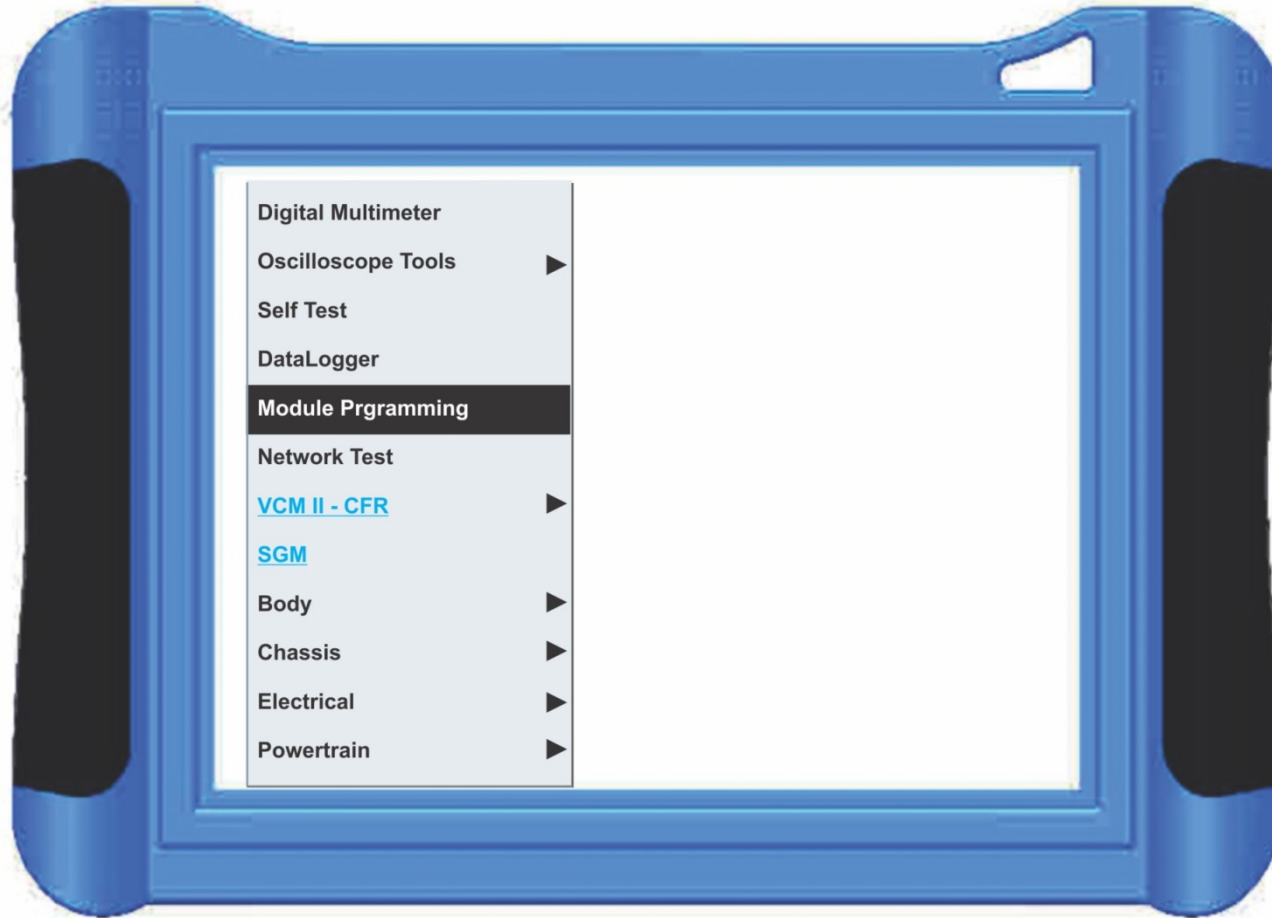 Digital Multimeter
Oscilloscope Tools
Self Test
DataLogger
Module Prgramming
Network Test
VCM II - CFR
SGM
Body
Chassis
Electrical
Powertrain